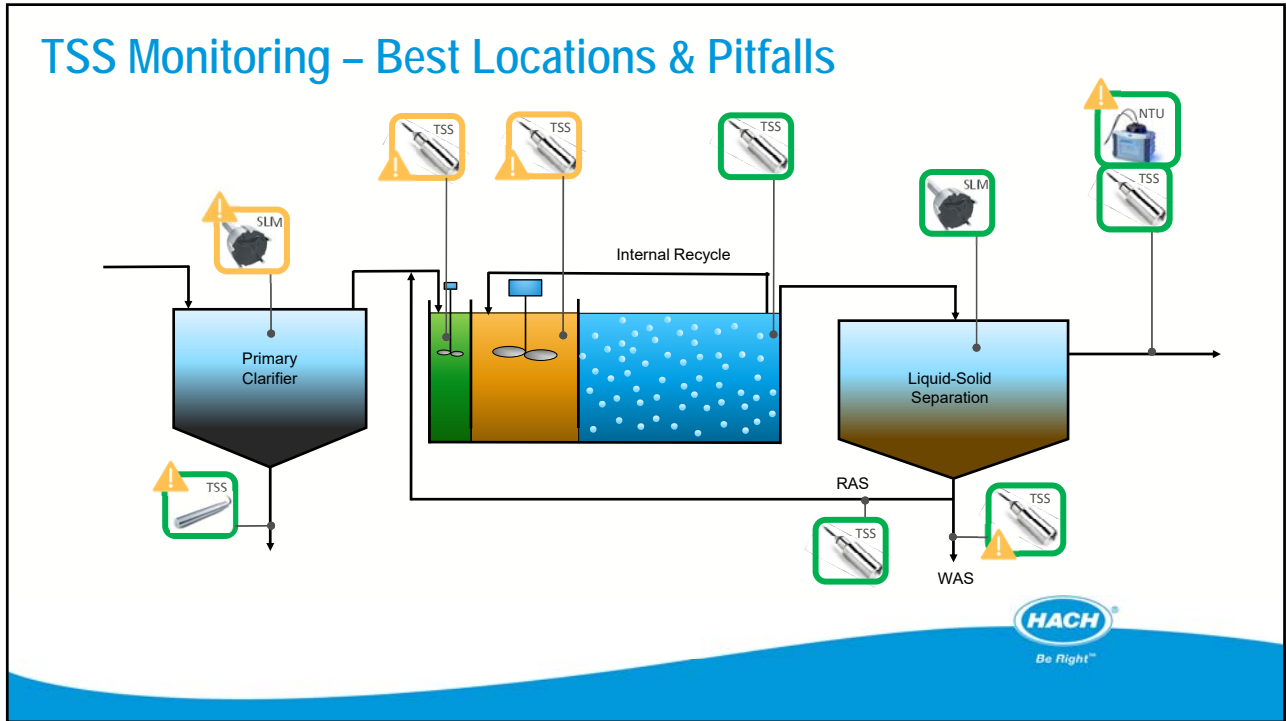 TSS Monitoring – Best Locations & Pitfalls
NTU
TSS
TSS
TSS
TSS
SLM
SLM
Internal Recycle
Primary
Clarifier
Liquid-Solid
Separation
TSS
RAS
TSS
TSS
WAS
HACH®
Be Right™